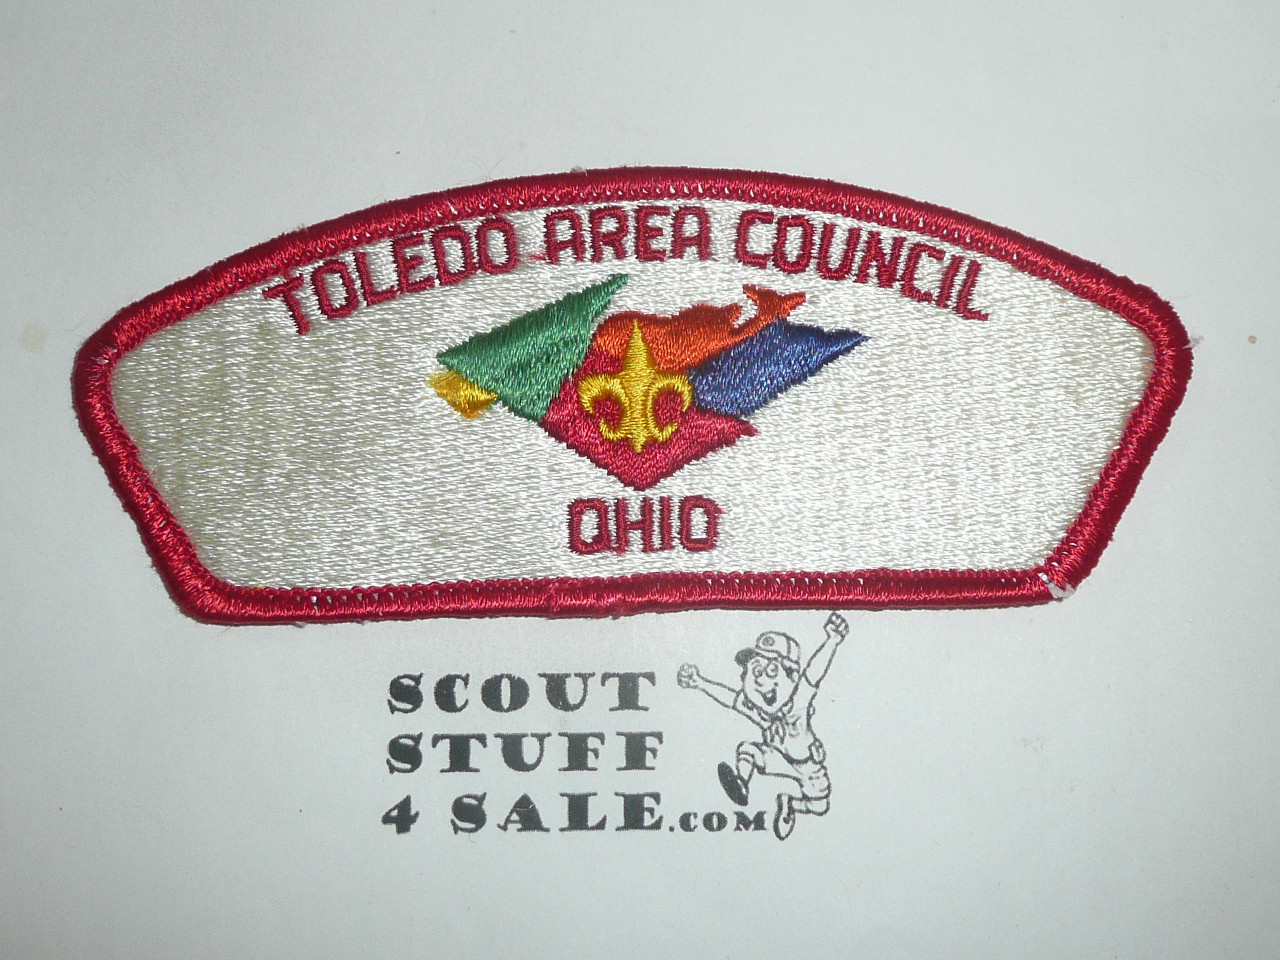 TOLEDO AREA COUNCIL
OHIO
SCOUT
STUFF
4 SALE.COM